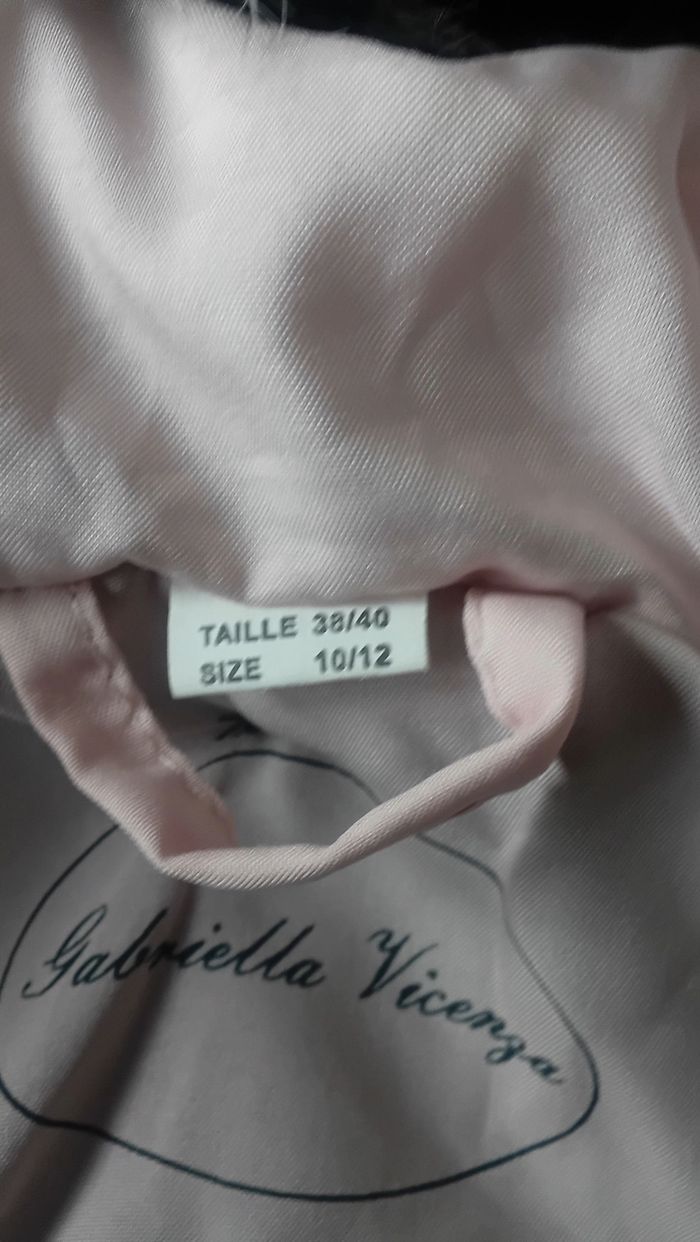 TAILLE 38/40
SIZE 10/12
Gabriella Vicenza